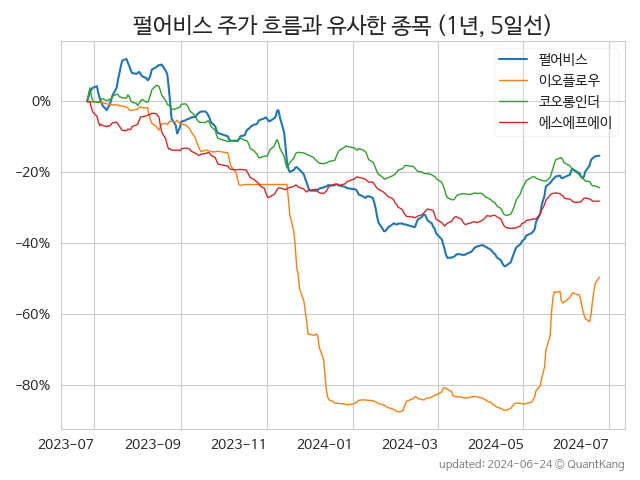 펄어비스 주가 흐름과 유사한 종목 (1년, 5일선)
펄어비스
이오플로우
코오롱인더
에스에프에이
0%
−20%
−40%
−60%
−80%
2023-07 2023-09 2023-11 2024-01 2024-03 2024-05 2024-07
updated: 2024-06-24 © QuantKang